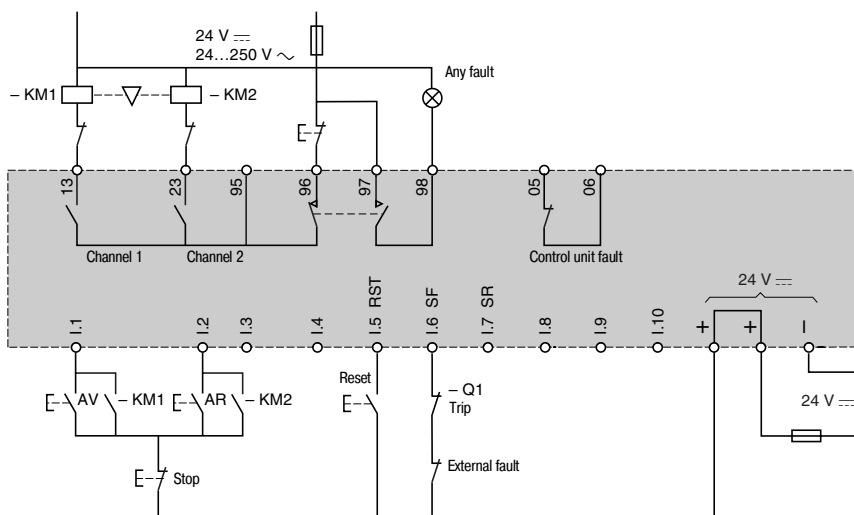 24 V ⎓
24...250 V ∼
Any fault
– KM1
– KM2
13
23
95
96
97
98
05
06
Channel 1
Channel 2
Control unit fault
24 V ⎓
I.1
I.2
I.3
I.4
I.5 RST
I.6 SF
I.7 SR
I.8
I.9
I.10
+
+
–
AV
– KM1
AR
– KM2
Reset
– Q1
Trip
24 V ⎓
Stop
External fault